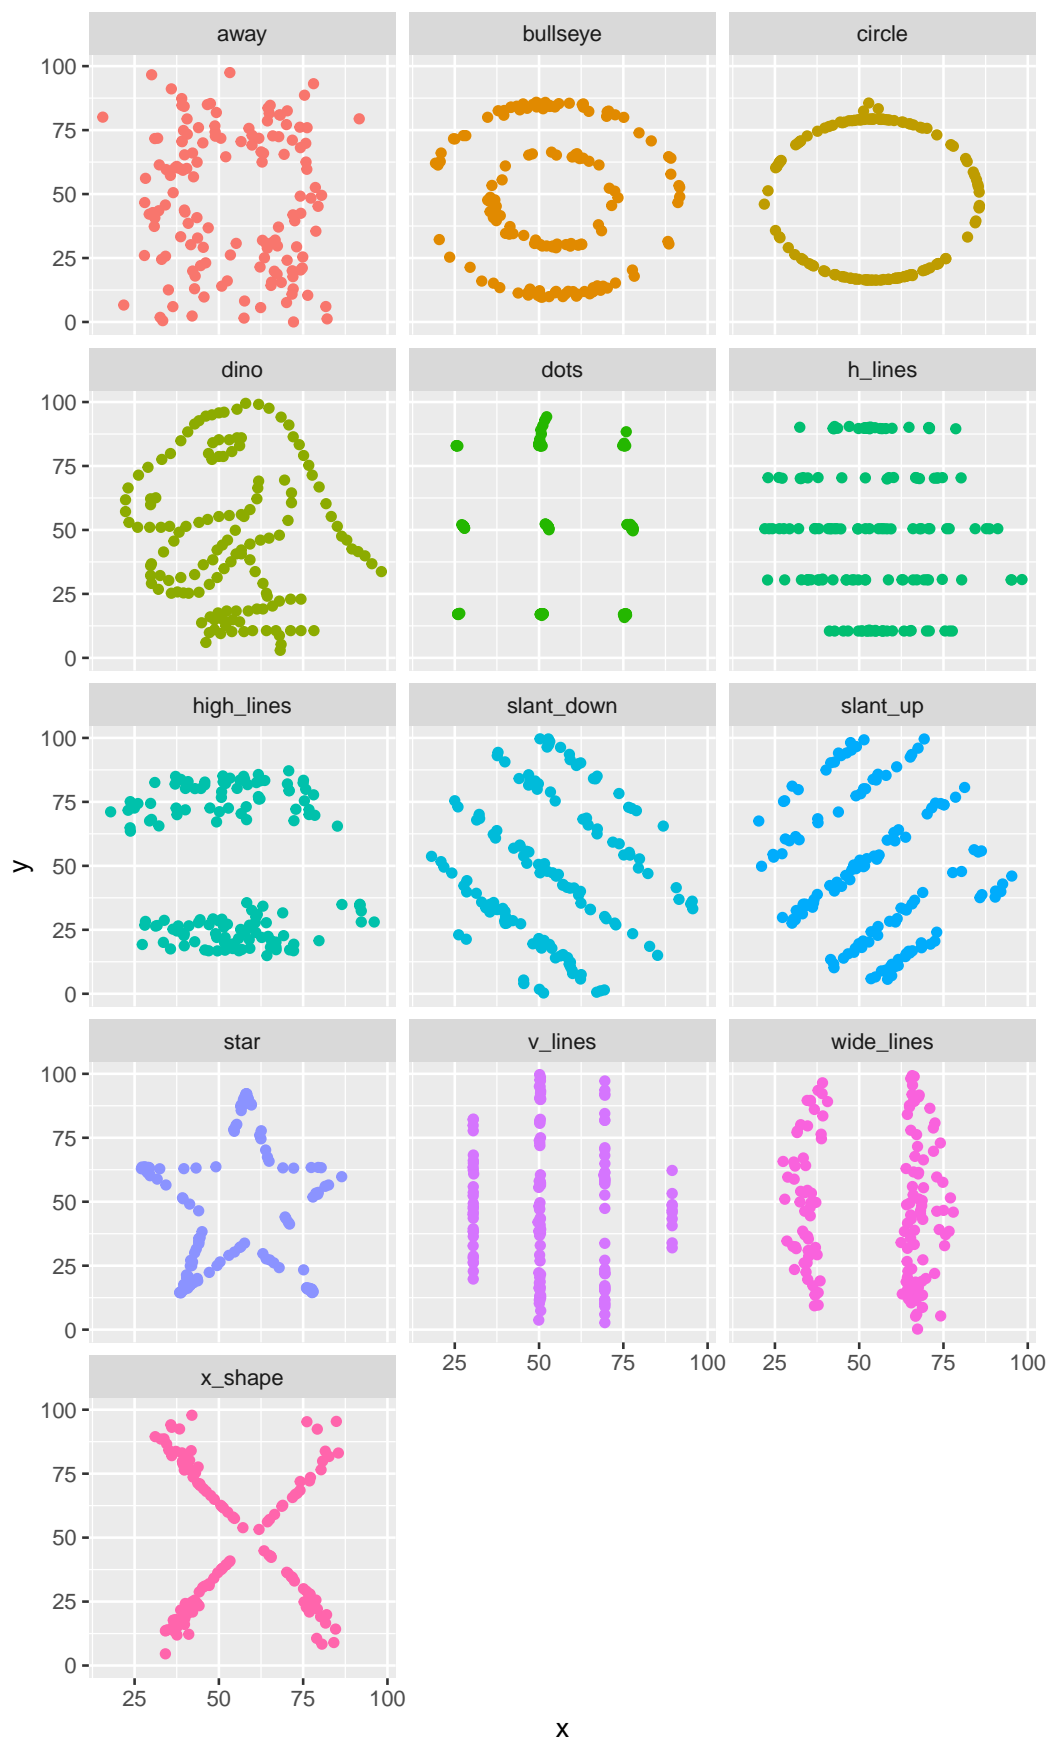 away bullseye circle
100
75
50
25
0
dino dots h_lines
100
75
50
25
0
high_lines slant_down slant_up
100
75
50
25
0
star v_lines wide_lines
100
75
50
25
0
25 50 75 100 25 50 75 100
x_shape
100
75
50
25
0
25 50 75 100
x
y